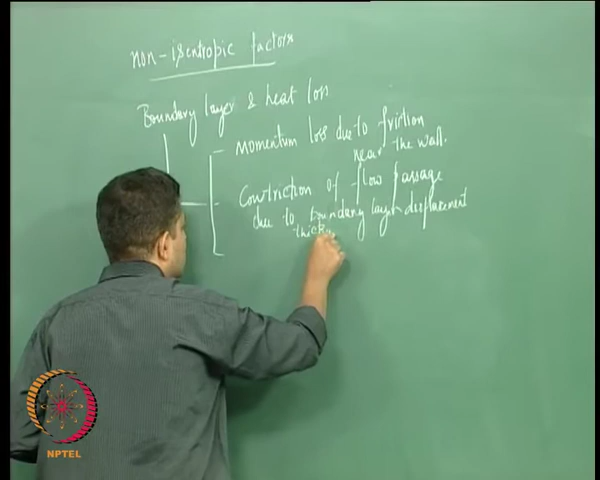 non-isentropic factors
Boundary layer & heat loss
- Momentum loss due to friction
near the wall.
Constriction of flow passage
due to boundary layer displacement
thickn
NPTEL